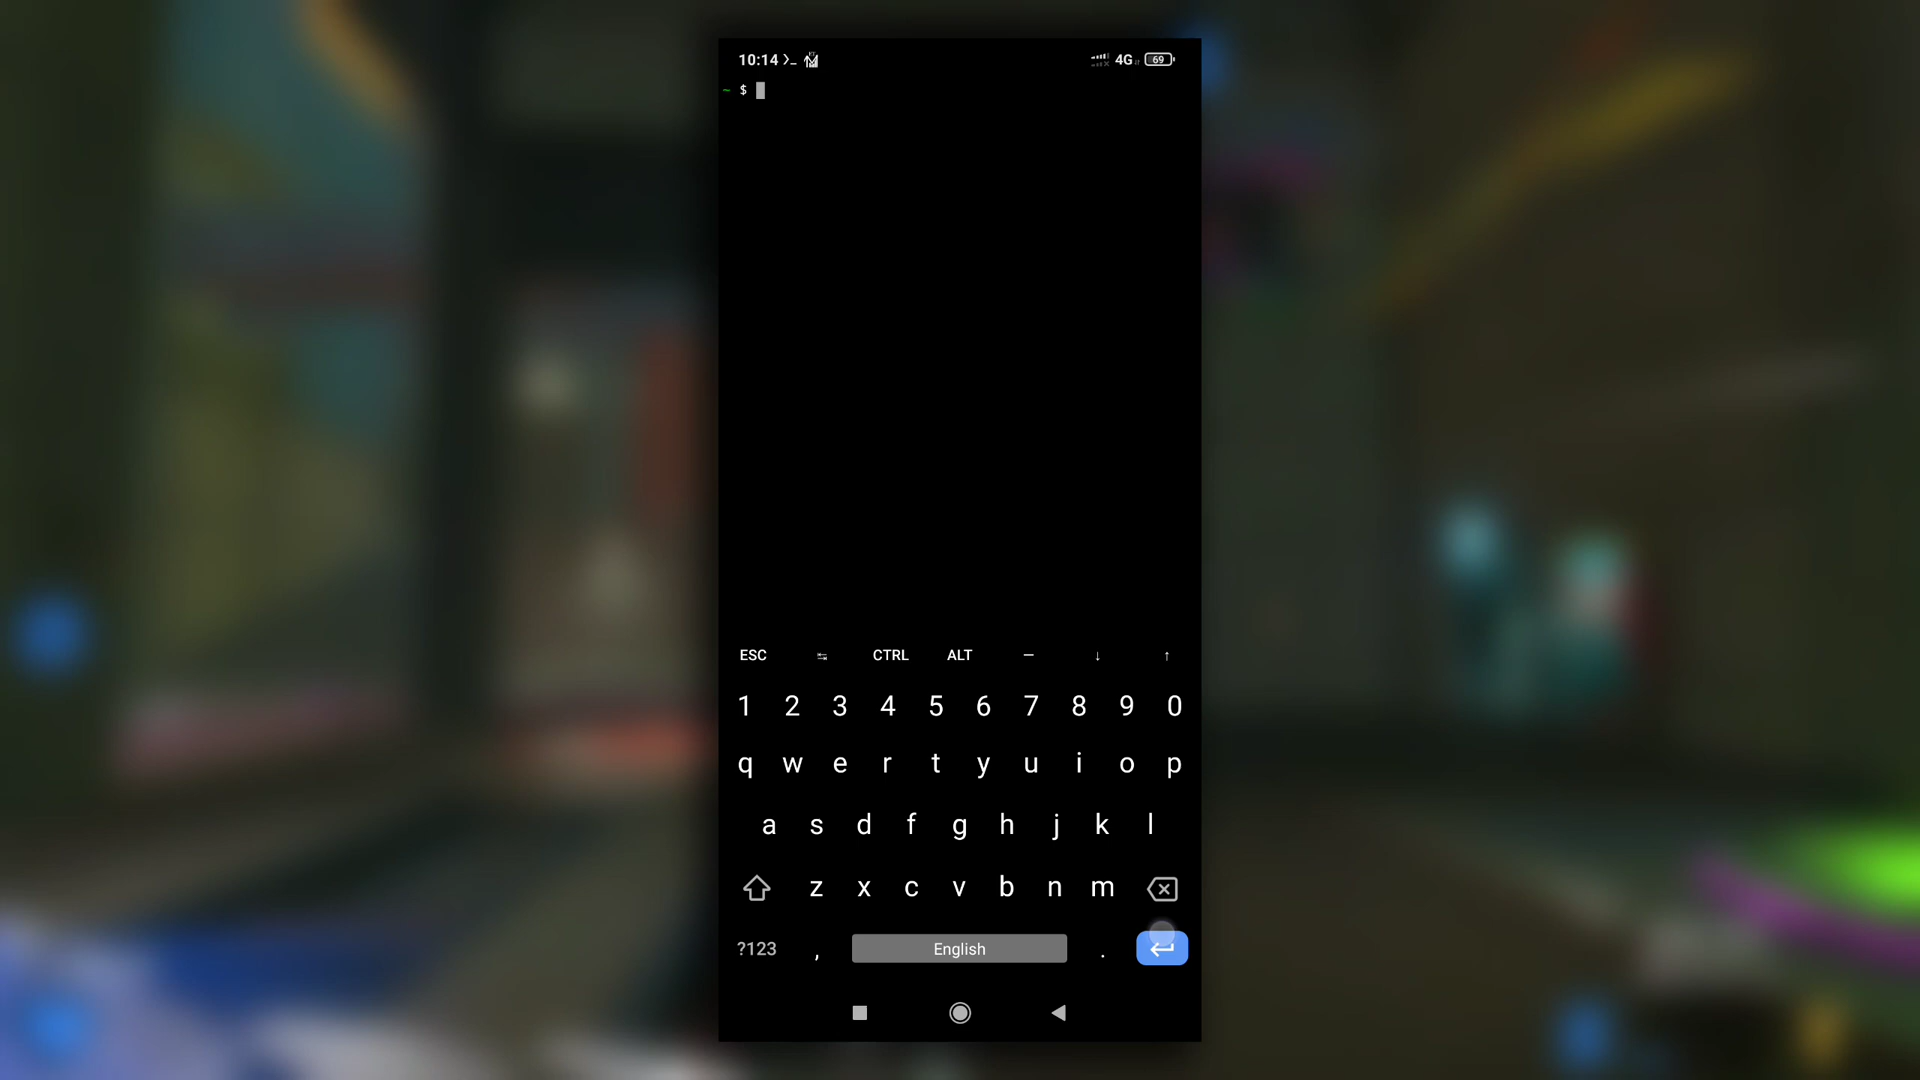 10:14 4G 69
~ $
ESC ⇆ CTRL ALT — ↓ ↑
1 2 3 4 5 6 7 8 9 0
q w e r t y u i o p
a s d f g h j k l
z x c v b n m
?123 , English .